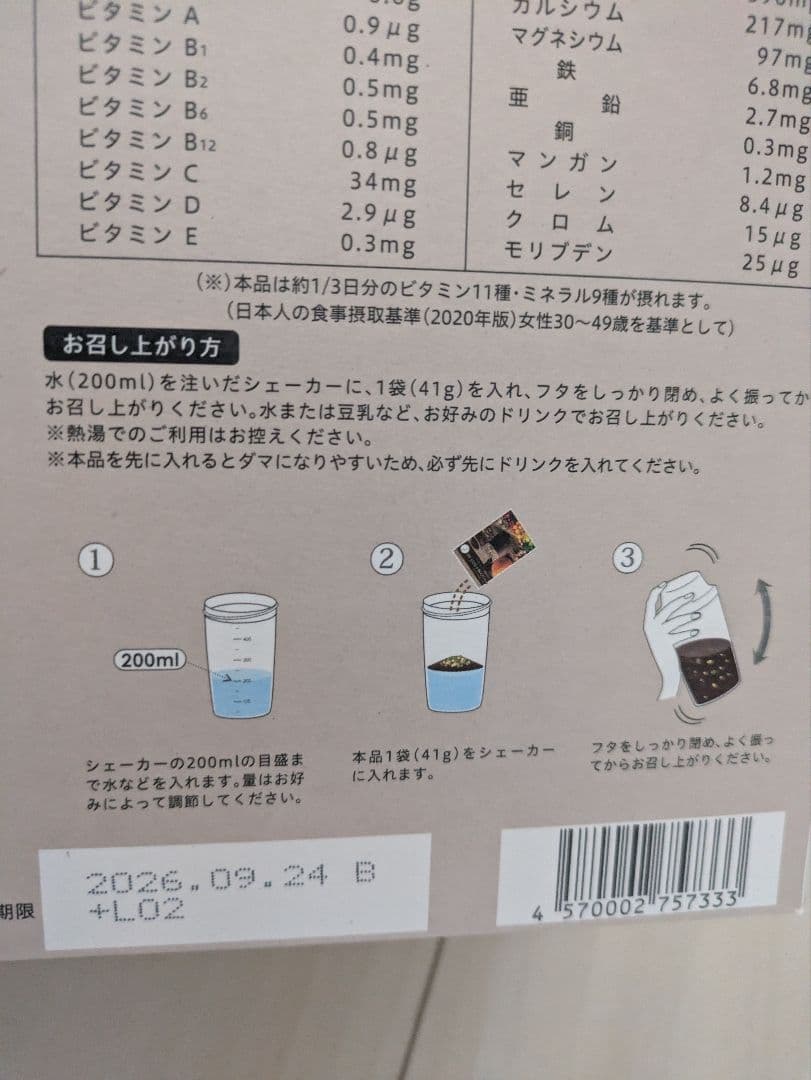 ビタミン A 0.9μg カルシウム 217mg
ビタミン B1 0.4mg マグネシウム 97mg
ビタミン B2 0.5mg 鉄 6.8mg
ビタミン B6 0.5mg 亜鉛 2.7mg
ビタミン B12 0.8μg 銅 0.3mg
ビタミン C 34mg マンガン 1.2mg
ビタミン D 2.9μg セレン 8.4μg
ビタミン E 0.3mg クロム 15μg
モリブデン 25μg
(※)本品は約1/3日分のビタミン11種・ミネラル9種が摂れます。
(日本人の食事摂取基準(2020年版)女性30〜49歳を基準として)
お召し上がり方
水(200ml)を注いだシェーカーに、1袋(41g)を入れ、フタをしっかり閉め、よく振ってか
お召し上がりください。水または豆乳など、お好みのドリンクでお召し上がりください。
※熱湯でのご利用はお控えください。
※本品を先に入れるとダマになりやすいため、必ず先にドリンクを入れてください。
1
200ml
シェーカーの200mlの目盛ま
で水などを入れます。量はお好
みによって調節してください。
2
本品1袋(41g)をシェーカー
に入れます。
3
フタをしっかり閉め、よく振っ
てからお召し上がりください。
期限
2026.09.24 B
+L02
4 570002 757333